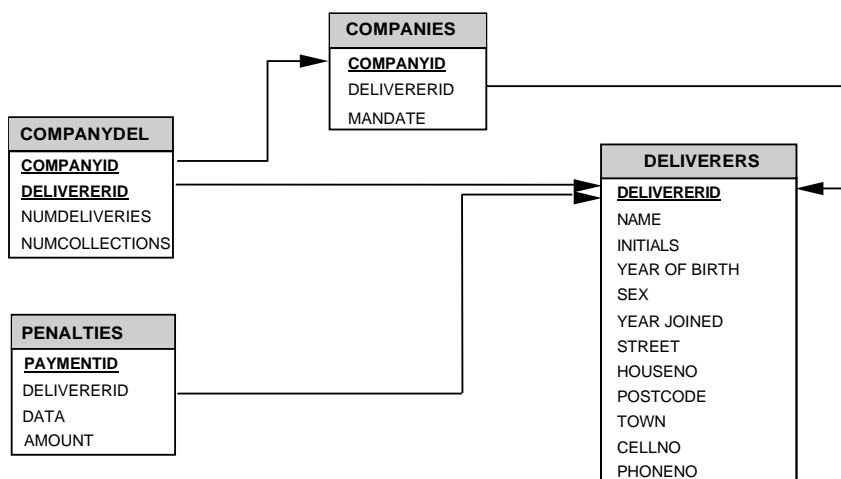 COMPANIES
COMPANYID
DELIVERERID
MANDATE
COMPANYDEL
COMPANYID
DELIVERERID
NUMDELIVERIES
NUMCOLLECTIONS
DELIVERERS
DELIVERERID
NAME
INITIALS
YEAR OF BIRTH
SEX
YEAR JOINED
STREET
HOUSENO
POSTCODE
TOWN
CELLNO
PHONENO
PENALTIES
PAYMENTID
DELIVERERID
DATA
AMOUNT